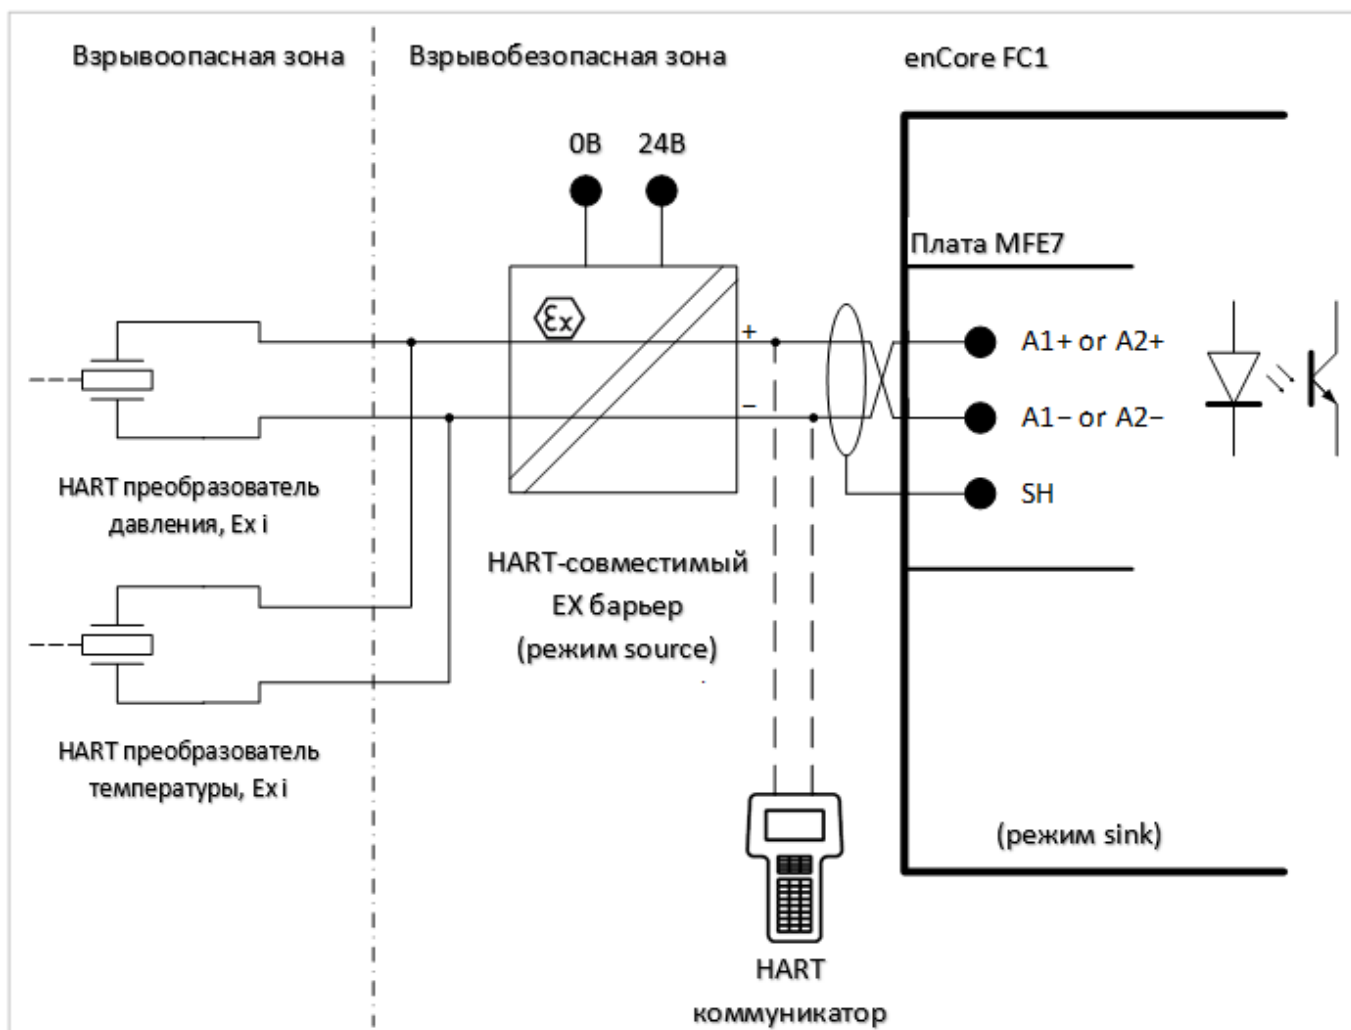 Взрывоопасная зона
Взрывобезопасная зона
enCore FC1
0В
24В
Плата MFE7
Ex
+
A1+ or A2+
−
A1− or A2−
SH
HART преобразователь
давления, Ex i
HART-совместимый
EX барьер
(режим source)
HART преобразователь
температуры, Ex i
(режим sink)
HART
коммуникатор